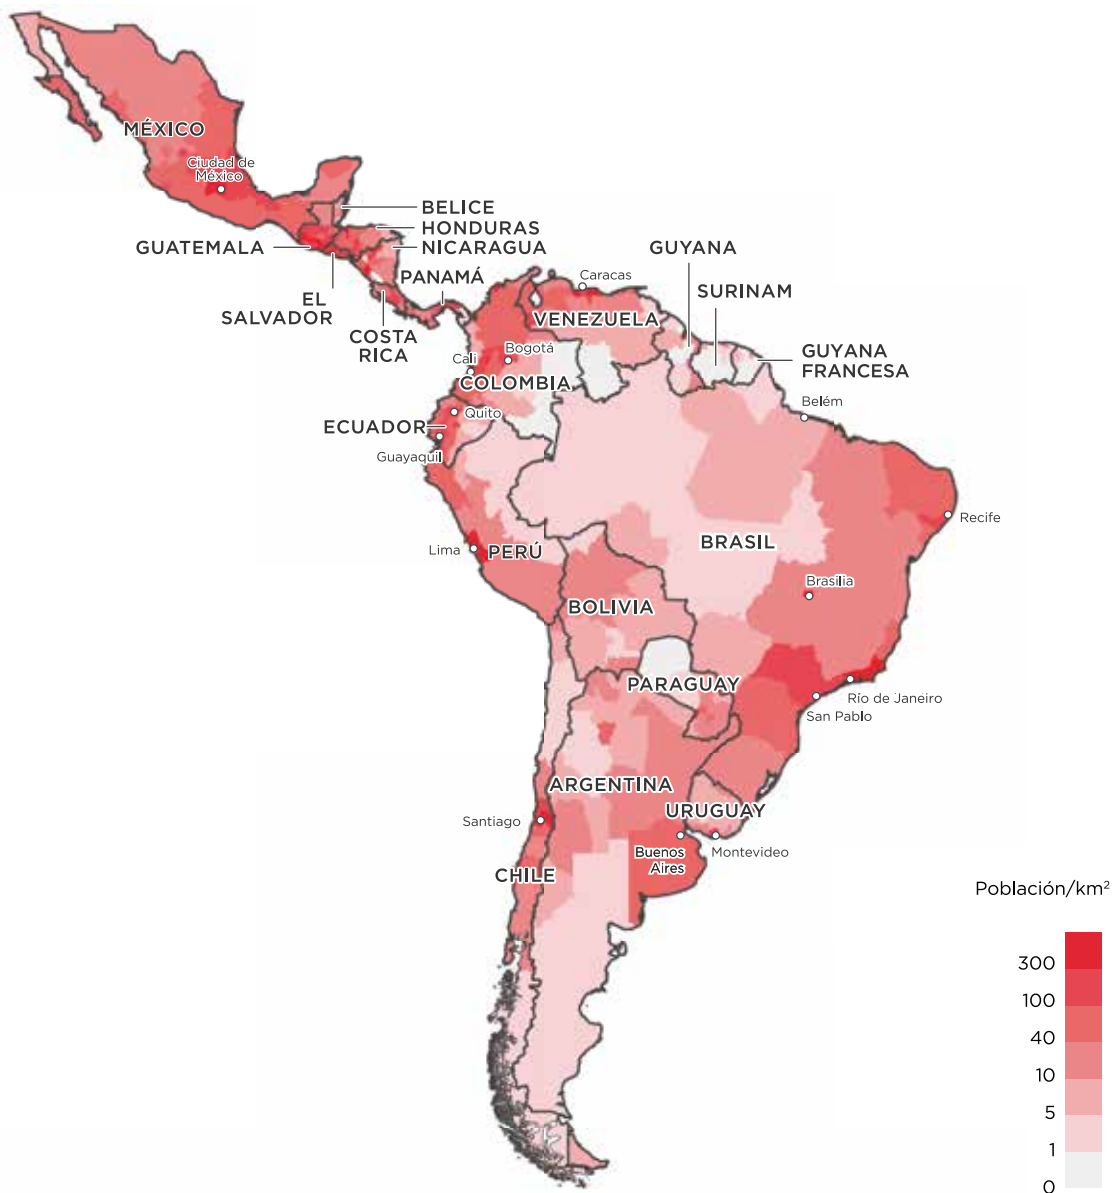 MÉXICO
Ciudad de
México
BELICE
HONDURAS
GUATEMALA
NICARAGUA
GUYANA
PANAMÁ
Caracas
SURINAM
EL
SALVADOR
VENEZUELA
COSTA
RICA
Bogotá
GUYANA
FRANCESA
Cali
COLOMBIA
Belém
Quito
ECUADOR
Guayaquil
Recife
BRASIL
Lima
PERÚ
Brasilia
BOLIVIA
PARAGUAY
Río de Janeiro
San Pablo
ARGENTINA
URUGUAY
Santiago
Buenos
Aires
Montevideo
CHILE
Población/km²
300
100
40
10
5
1
0